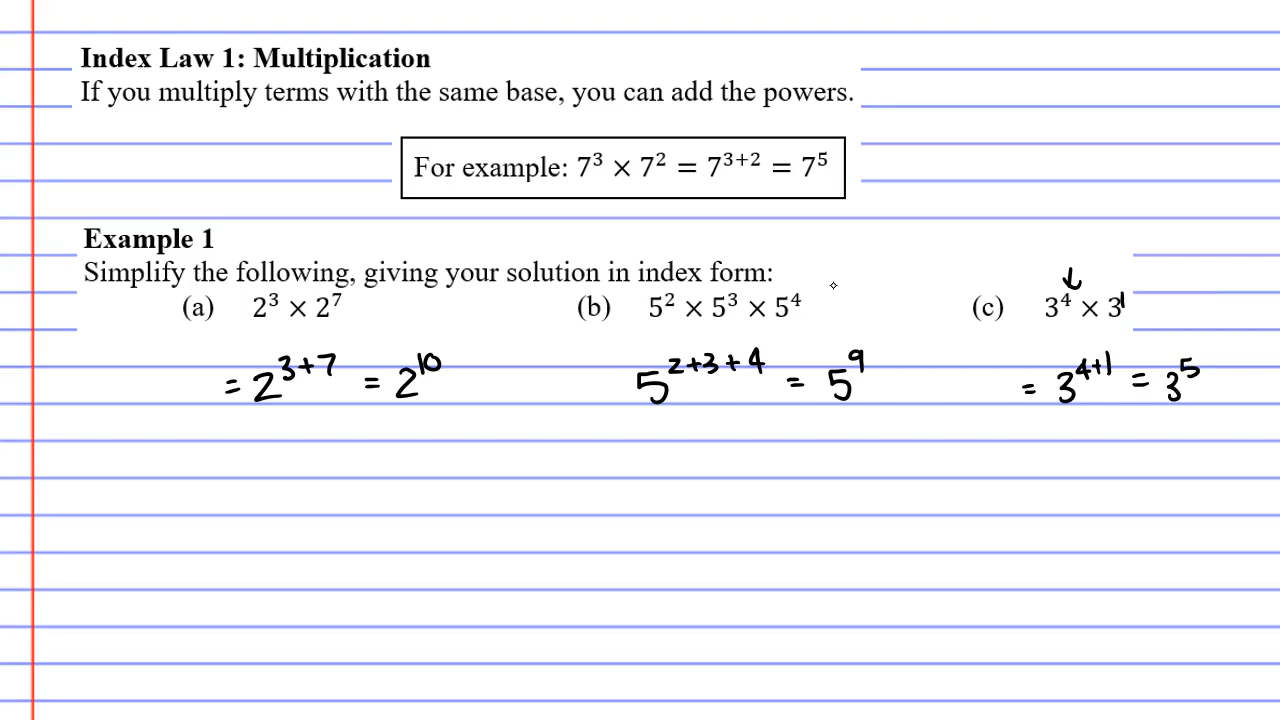 Index Law 1: Multiplication
If you multiply terms with the same base, you can add the powers.
For example: 7³ × 7² = 7³⁺² = 7⁵
Example 1
Simplify the following, giving your solution in index form:
(a) 2³ × 2⁷ (b) 5² × 5³ × 5⁴ (c) 3⁴ × 3¹
= 2³⁺⁷ = 2¹⁰ 5²⁺³⁺⁴ = 5⁹ = 3⁴⁺¹ = 3⁵